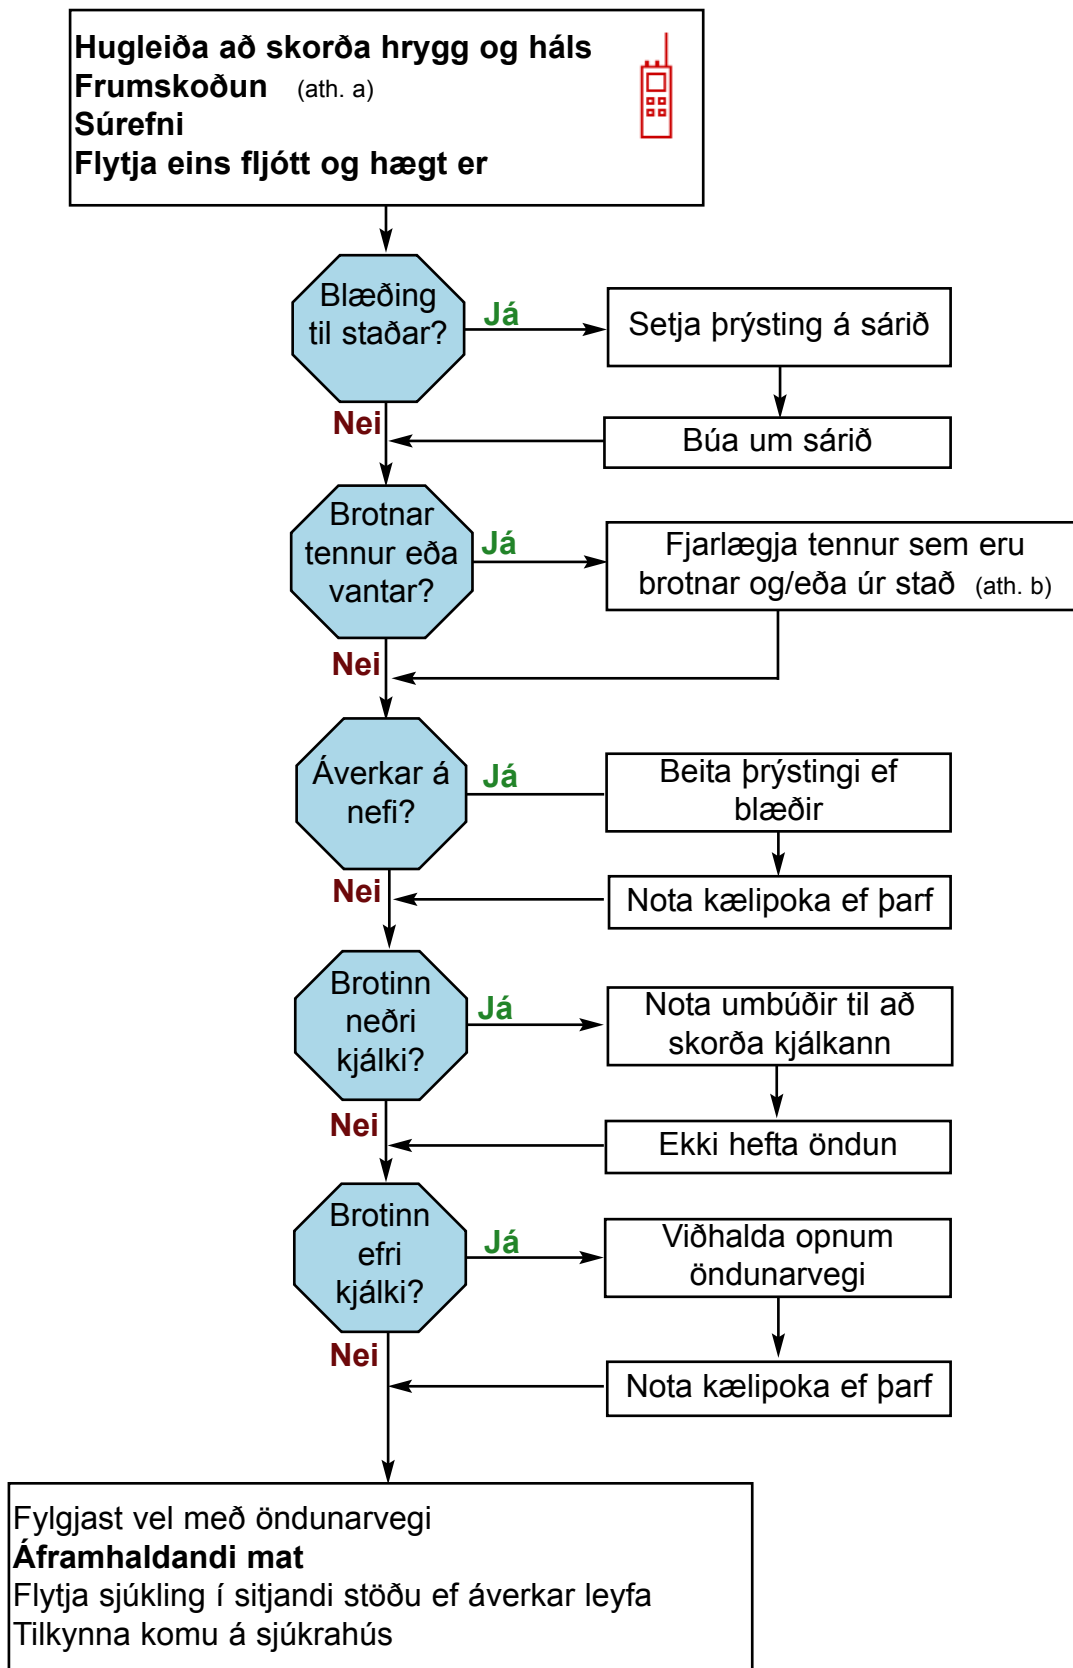 Hugleiða að skorða hrygg og háls
Frumskoðun (ath. a)
Súrefni
Flytja eins fljótt og hægt er
Blæðing
til staðar?
Já
Setja þrýsting á sárið
Nei
Búa um sárið
Brotnar
tennur eða
vantar?
Já
Fjarlægja tennur sem eru
brotnar og/eða úr stað (ath. b)
Nei
Áverkar á
nefi?
Já
Beita þrýstingi ef
blæðir
Nei
Nota kælipoka ef þarf
Brotinn
neðri
kjálki?
Já
Nota umbúðir til að
skorða kjálkann
Nei
Ekki hefta öndun
Brotinn
efri
kjálki?
Já
Viðhalda opnum
öndunarvegi
Nei
Nota kælipoka ef þarf
Fylgjast vel með öndunarvegi
Áframhaldandi mat
Flytja sjúkling í sitjandi stöðu ef áverkar leyfa
Tilkynna komu á sjúkrahús